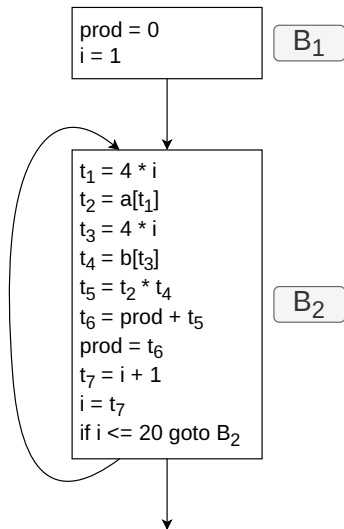 prod = 0
i = 1
B₁
t₁ = 4 * i
t₂ = a[t₁]
t₃ = 4 * i
t₄ = b[t₃]
t₅ = t₂ * t₄
t₆ = prod + t₅
prod = t₆
t₇ = i + 1
i = t₇
if i <= 20 goto B₂
B₂